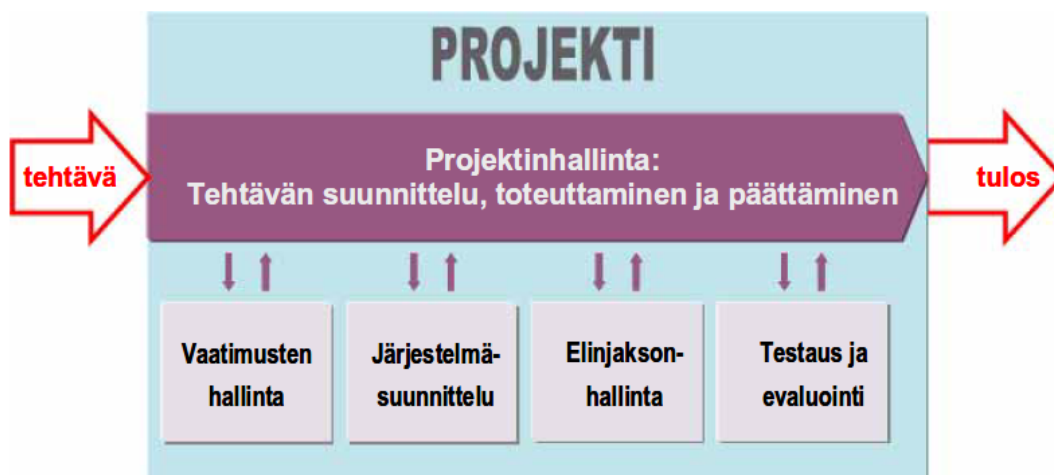 PROJEKTI
tehtävä
Projektinhallinta:
Tehtävän suunnittelu, toteuttaminen ja päättäminen
tulos
Vaatimusten
hallinta
Järjestelmä-
suunnittelu
Elinjakson-
hallinta
Testaus ja
evaluointi